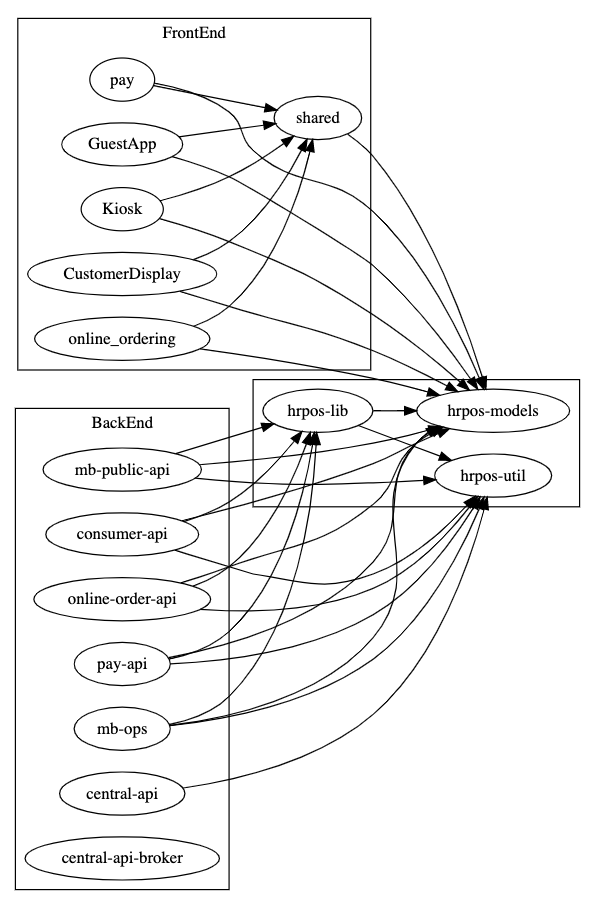 FrontEnd
pay
shared
GuestApp
Kiosk
CustomerDisplay
online_ordering
hrpos-lib
hrpos-models
hrpos-util
BackEnd
mb-public-api
consumer-api
online-order-api
pay-api
mb-ops
central-api
central-api-broker